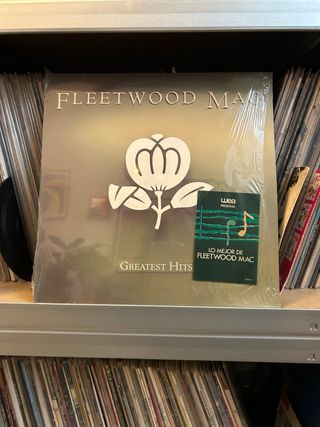 FLEETWOOD MAC
GREATEST HITS
wea
PRESENTA
LO MEJOR DE
FLEETWOOD MAC